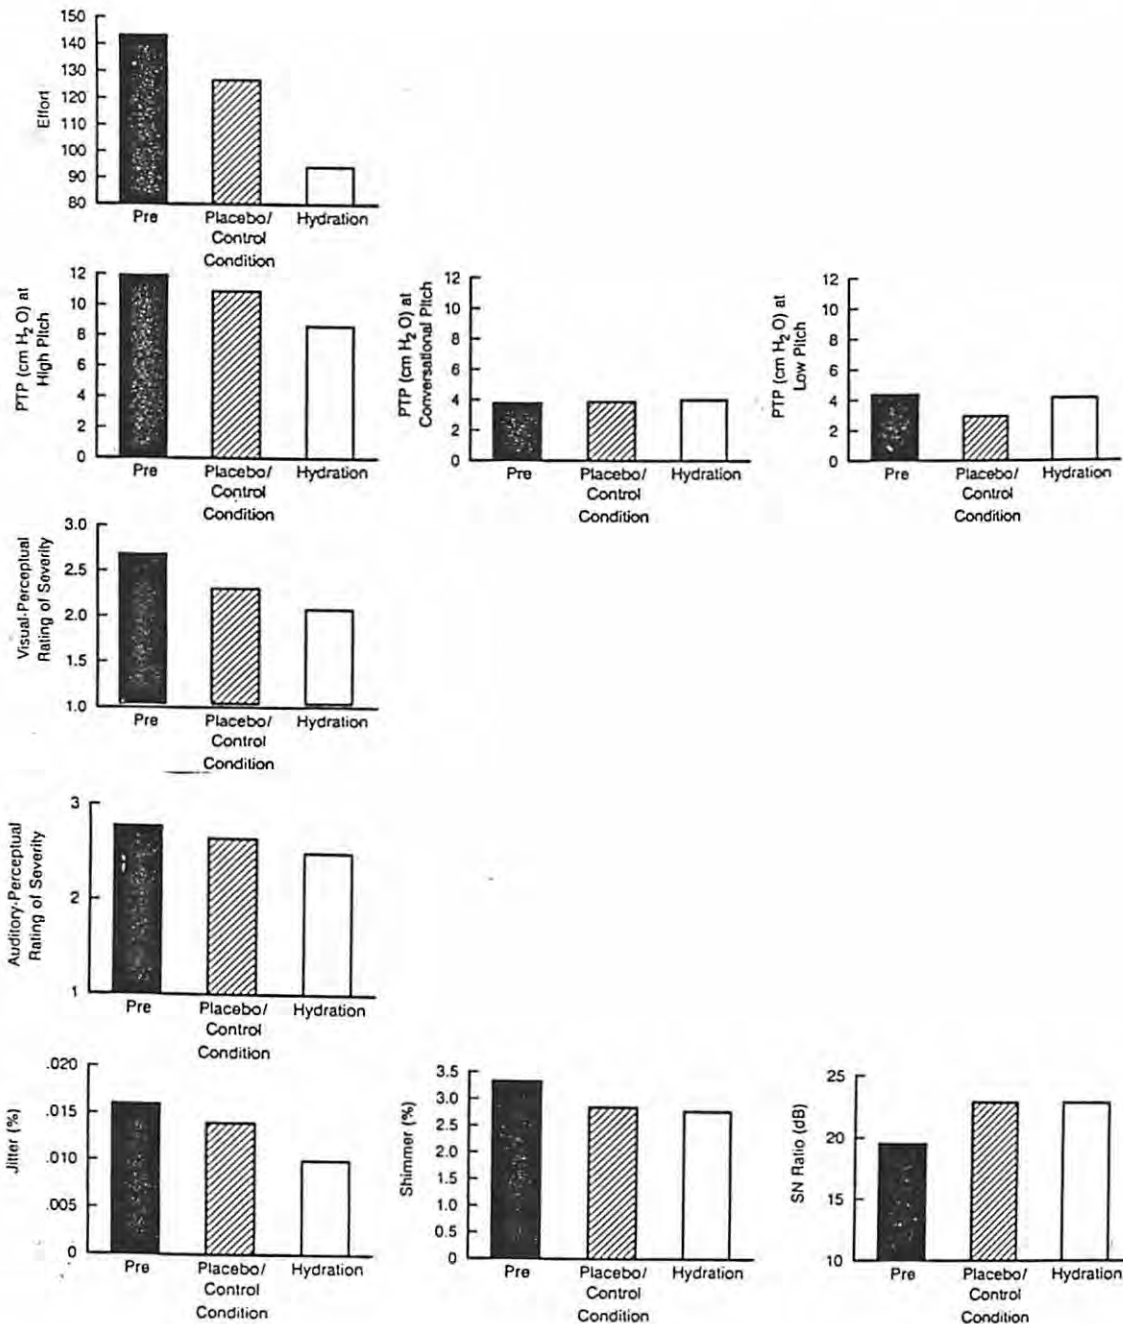 Effort
150
140
130
120
110
100
90
80
Pre
Placebo/
Control
Hydration
Condition
PTP (cm H₂O) at
High Pitch
12
10
8
6
4
2
0
Pre
Placebo/
Control
Hydration
Condition
PTP (cm H₂O) at
Conversational Pitch
12
10
8
6
4
2
0
Pre
Placebo/
Control
Hydration
Condition
PTP (cm H₂O) at
Low Pitch
12
10
8
6
4
2
0
Pre
Placebo/
Control
Hydration
Condition
Visual-Perceptual
Rating of Severity
3.0
2.5
2.0
1.5
1.0
Pre
Placebo/
Control
Hydration
Condition
Auditory-Perceptual
Rating of Severity
3
2
1
Pre
Placebo/
Control
Hydration
Condition
Jitter (%)
.020
.015
.010
.005
0
Pre
Placebo/
Control
Hydration
Condition
Shimmer (%)
3.5
3.0
2.5
2.0
1.5
1.0
0.5
0
Pre
Placebo/
Control
Hydration
Condition
SN Ratio (dB)
25
20
15
10
Pre
Placebo/
Control
Hydration
Condition